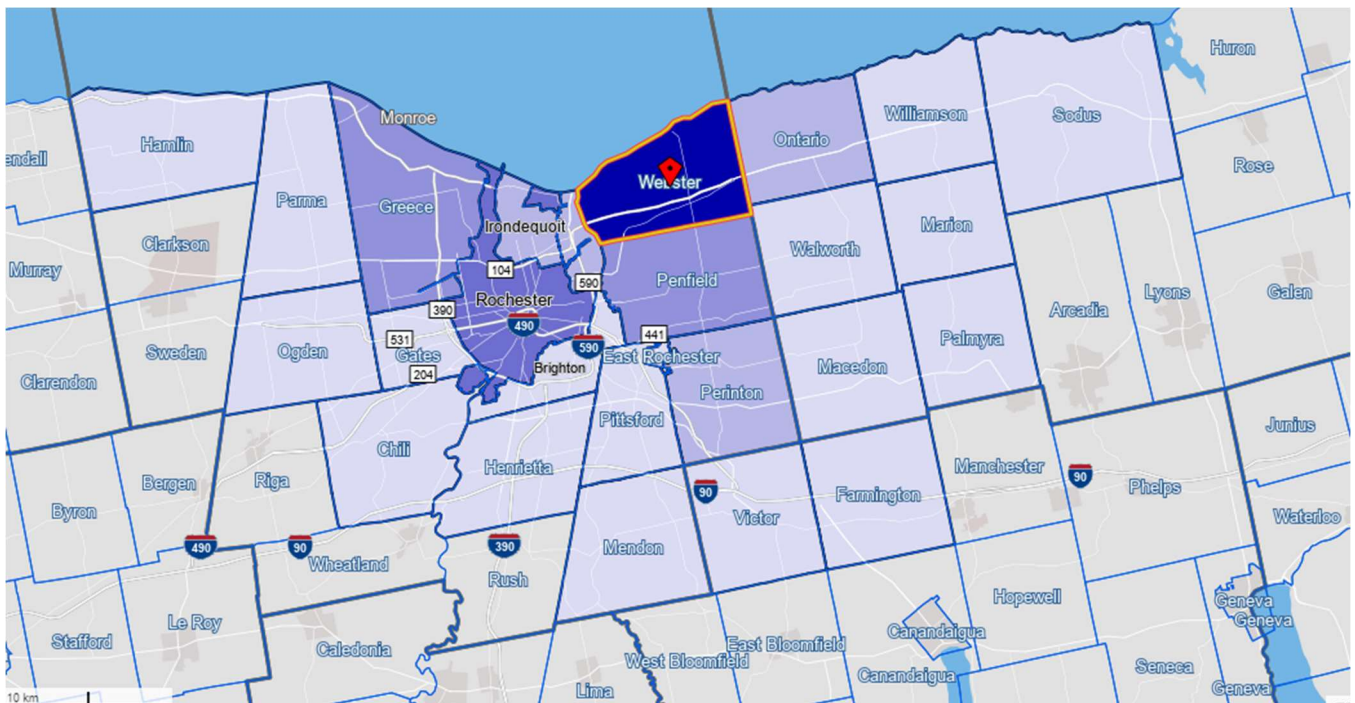 Huron
Monroe
Hamlin
Ontario
Williamson
Sodus
endall
Rose
Parma
Webster
Greece
Clarkson
Irondequoit
Marion
Murray
Walworth
104
590
Penfield
Galen
Lyons
Rochester
390
490
Arcadia
441
531
Ogden
Gates
590
East Rochester
Palmyra
Sweden
Brighton
Macedon
204
Clarendon
Perinton
Pittsford
Junius
Chili
Henrietta
Manchester
90
Riga
Bergen
90
Phelps
Farmington
Byron
Victor
Waterloo
490
90
390
Mendon
Wheatland
Rush
Hopewell
Geneva
Le Roy
Geneva
Stafford
Canandaigua
East Bloomfield
Caledonia
West Bloomfield
Seneca
Canandaigua
Geneva
Lima
10 km